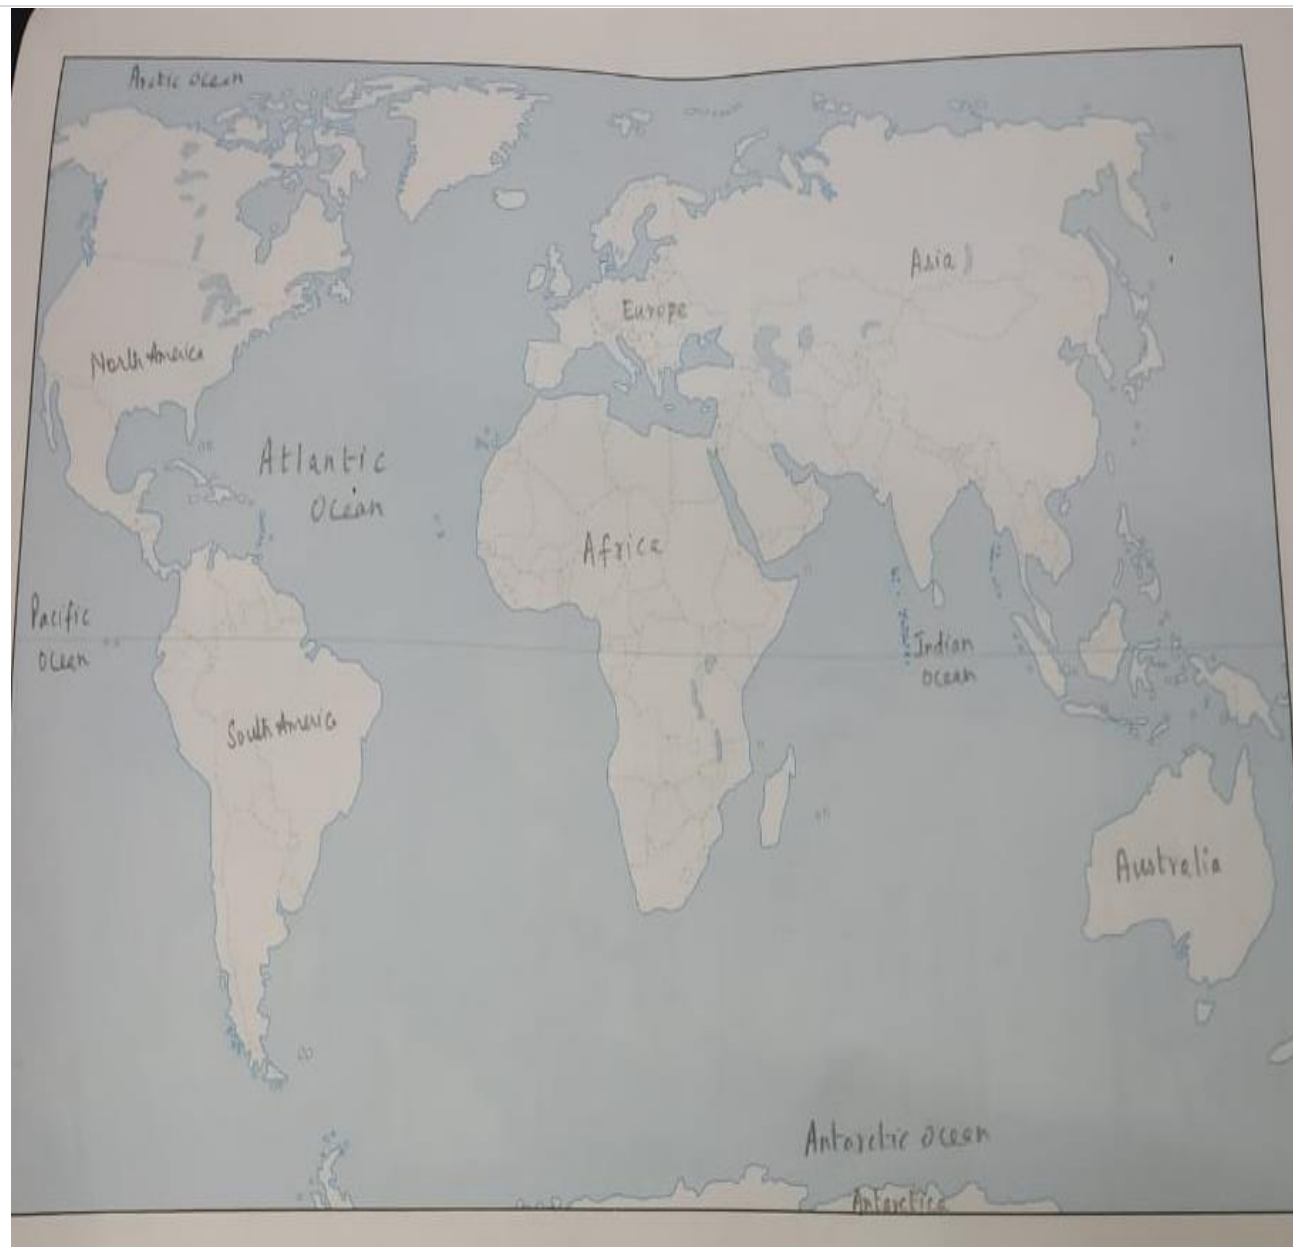 Arctic Ocean
Asia
Europe
North America
Atlantic
Ocean
Africa
Pacific
Ocean
Indian
Ocean
South America
Australia
Antarctic Ocean
Antarctica